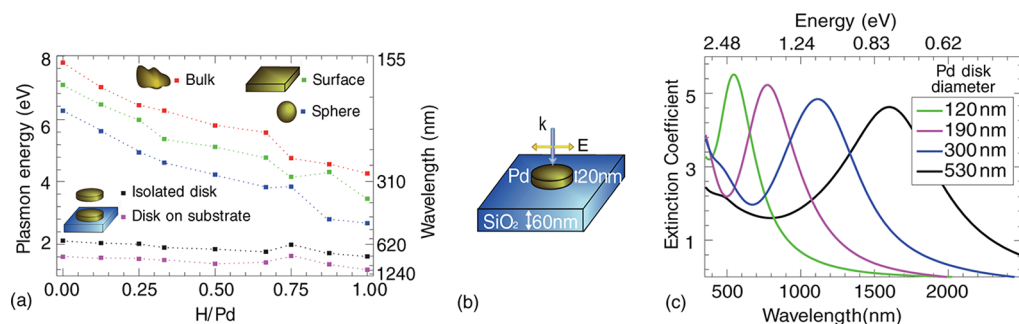 8
6
4
2
Plasmon energy (eV)
155
310
620
1240
Wavelength (nm)
Bulk
Surface
Sphere
Isolated disk
Disk on substrate
0.00 0.25 0.50 0.75 1.00
H/Pd
(a)
k
E
Pd
20nm
SiO₂
60nm
(b)
Energy (eV)
2.48 1.24 0.83 0.62
5
3
1
Extinction Coefficient
Pd disk
diameter
120 nm
190 nm
300 nm
530 nm
500 1000 1500 2000
Wavelength(nm)
(c)